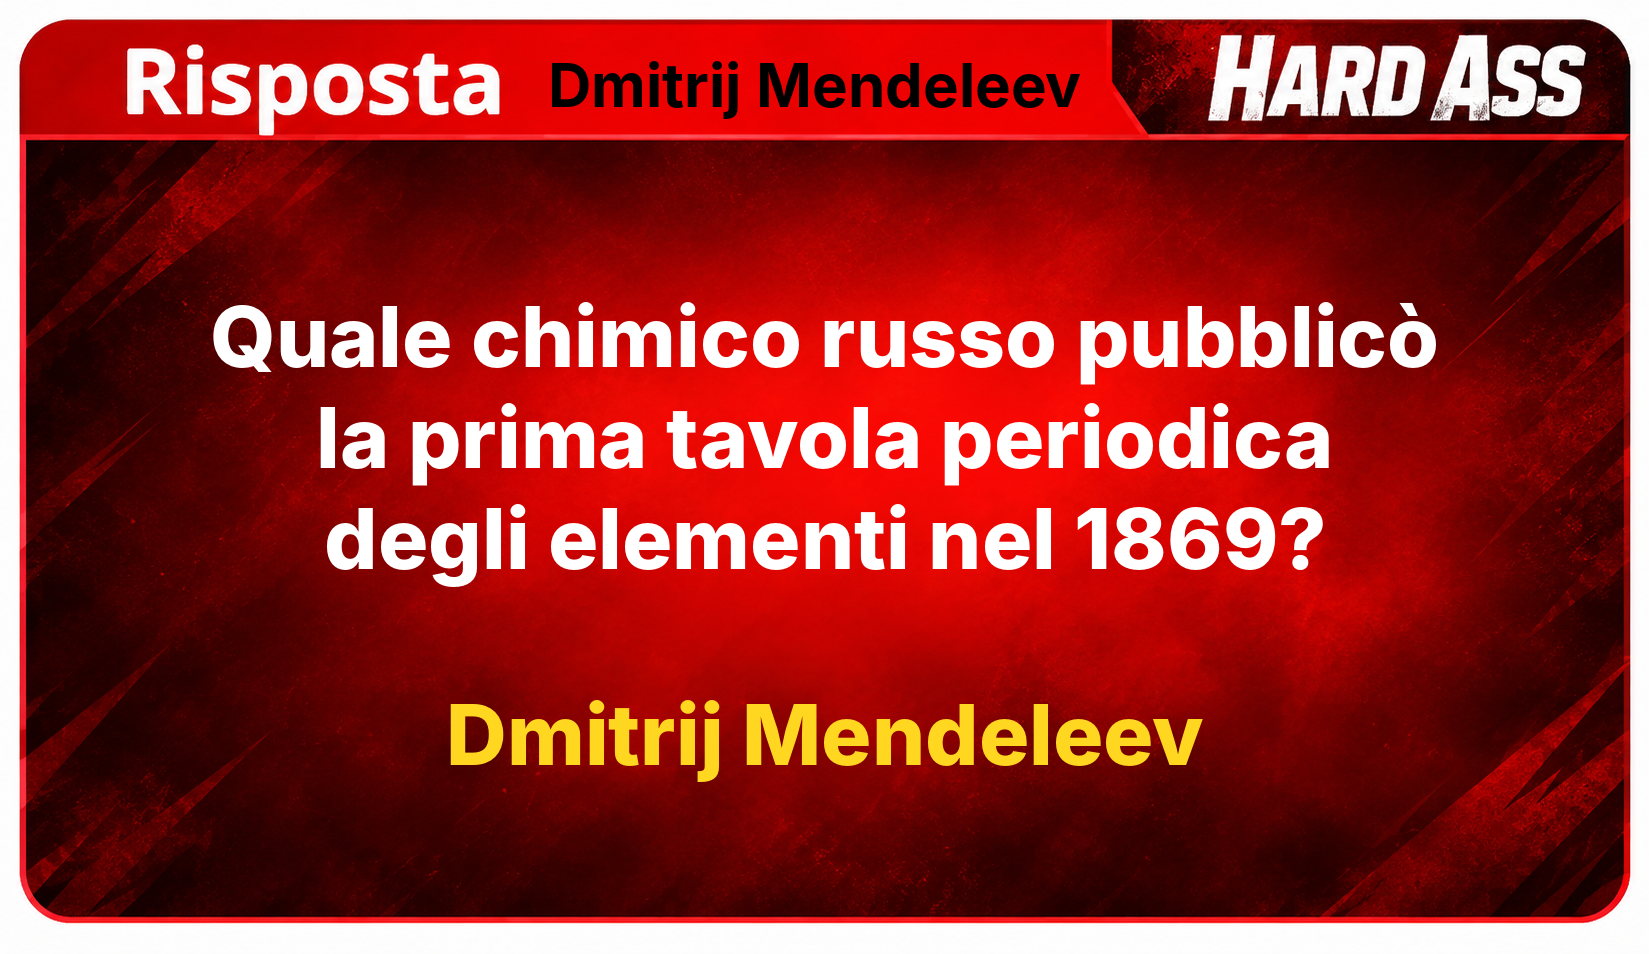 Risposta Dmitrij Mendeleev HARD ASS
Quale chimico russo pubblicò
la prima tavola periodica
degli elementi nel 1869?
Dmitrij Mendeleev